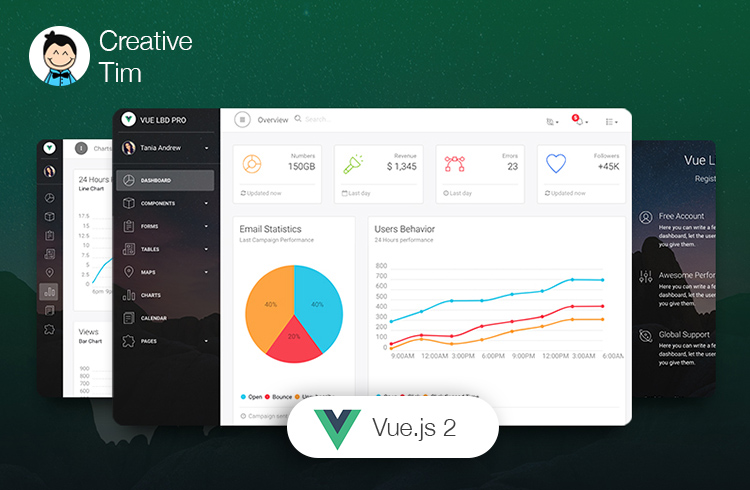 Creative
Tim
VUE LBD PRO
Tania Andrew
DASHBOARD
COMPONENTS
FORMS
TABLES
MAPS
CHARTS
CALENDAR
PAGES
Overview
Search...
5
Numbers
150GB
Updated now
Revenue
$ 1,345
Last day
Errors
23
Last day
Followers
+45K
Updated now
Email Statistics
Last Campaign Performance
40%
40%
20%
Open
Bounce
Campaign sent
Users Behavior
24 Hours performance
800
700
600
500
400
300
200
100
0
9:00AM
12:00AM
3:00PM
6:00PM
9:00PM
12:00PM
3:00AM
6:00AM
Charts
24 Hours
Line Chart
17.5
15
12.5
10
7.5
5
2.5
0
6am
Views
Bar Chart
900
800
700
600
500
Vue L
Regist
Free Account
Here you can write a fe
dashboard, let the user
you give them.
Awesome Perfor
Here you can write a fe
dashboard, let the user
you give them.
Global Support
Here you can write a fe
dashboard, let the user
you give them.
Vue.js 2